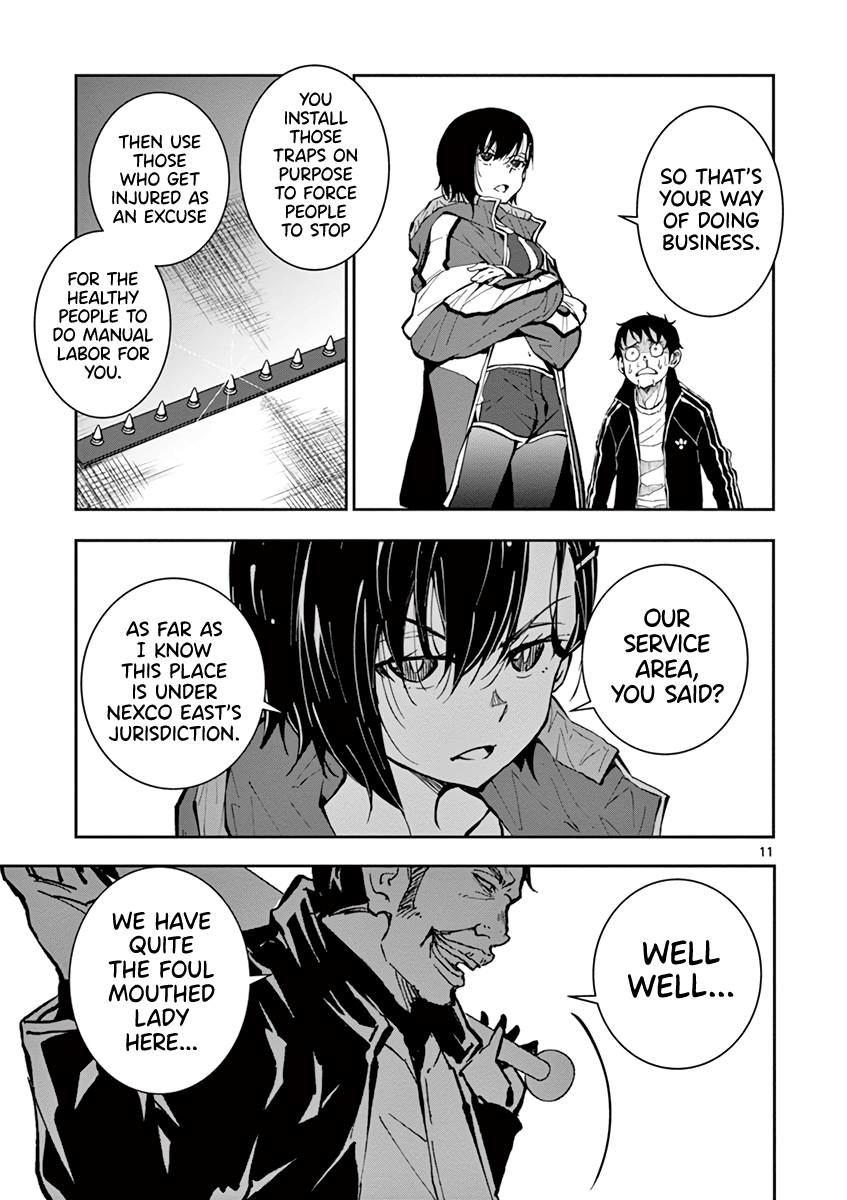 SO THAT'S
YOUR WAY
OF DOING
BUSINESS.
YOU
INSTALL
THOSE
TRAPS ON
PURPOSE
TO FORCE
PEOPLE
TO STOP
THEN USE
THOSE
WHO GET
INJURED AS
AN EXCUSE
FOR THE
HEALTHY
PEOPLE TO
DO MANUAL
LABOR FOR
YOU.
OUR
SERVICE
AREA,
YOU SAID?
AS FAR AS
I KNOW
THIS PLACE
IS UNDER
NEXCO EAST'S
JURISDICTION.
11
WELL
WELL...
WE HAVE
QUITE
THE FOUL
MOUTHED
LADY
HERE...